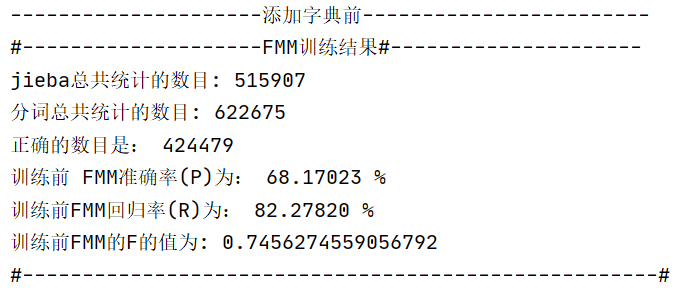 ---------------------添加字典前------------------------
#--------------------FMM训练结果#---------------------
jieba总共统计的数目: 515907
分词总共统计的数目: 622675
正确的数目是： 424479
训练前 FMM准确率(P)为： 68.17023 %
训练前FMM回归率(R)为： 82.27820 %
训练前FMM的F的值为: 0.7456274559056792
#-----------------------------------------------------#